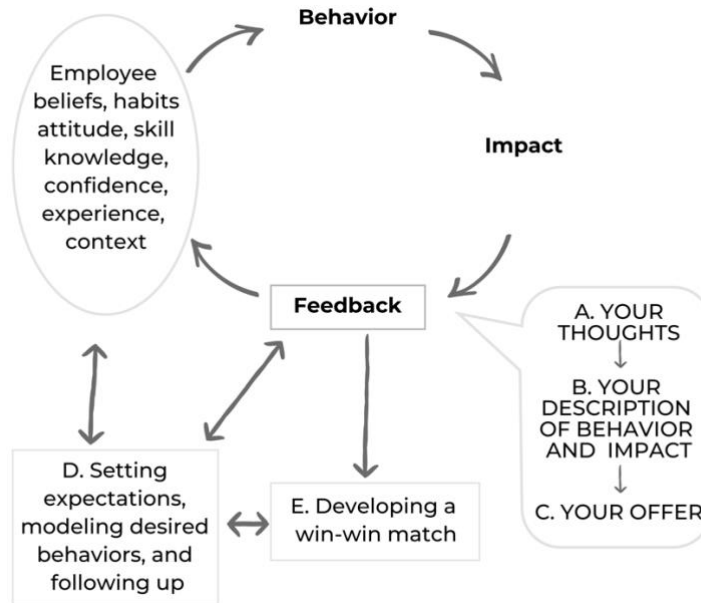 Behavior
Employee
beliefs, habits
attitude, skill
knowledge,
confidence,
experience,
context
Impact
Feedback
A. YOUR
THOUGHTS
B. YOUR
DESCRIPTION
OF BEHAVIOR
AND IMPACT
C. YOUR OFFER
D. Setting
expectations,
modeling desired
behaviors, and
following up
E. Developing a
win-win match